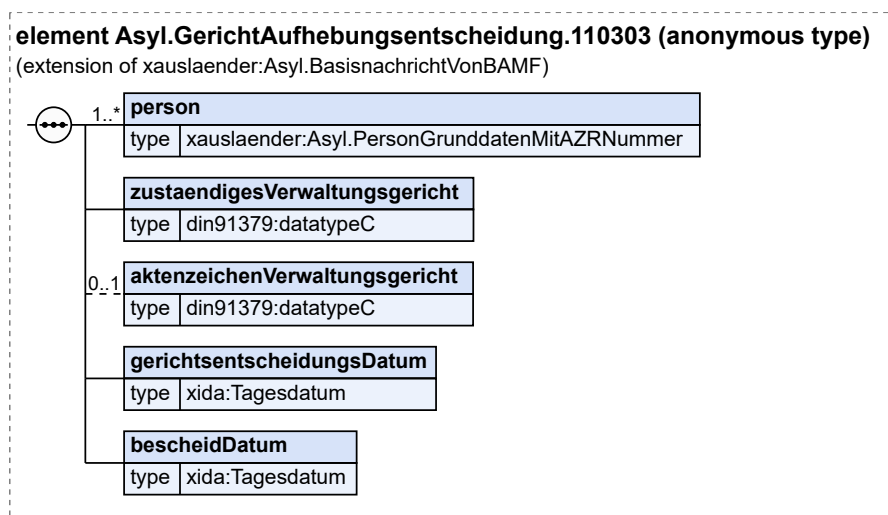 element Asyl.GerichtAufhebungsentscheidung.110303 (anonymous type)
(extension of xauslaender:Asyl.BasisnachrichtVonBAMF)
1..* person
type xauslaender:Asyl.PersonGrunddatenMitAZRNummer
zustaendigesVerwaltungsgericht
type din91379:datatypeC
0..1 aktenzeichenVerwaltungsgericht
type din91379:datatypeC
gerichtsentscheidungsDatum
type xida:Tagesdatum
bescheidDatum
type xida:Tagesdatum